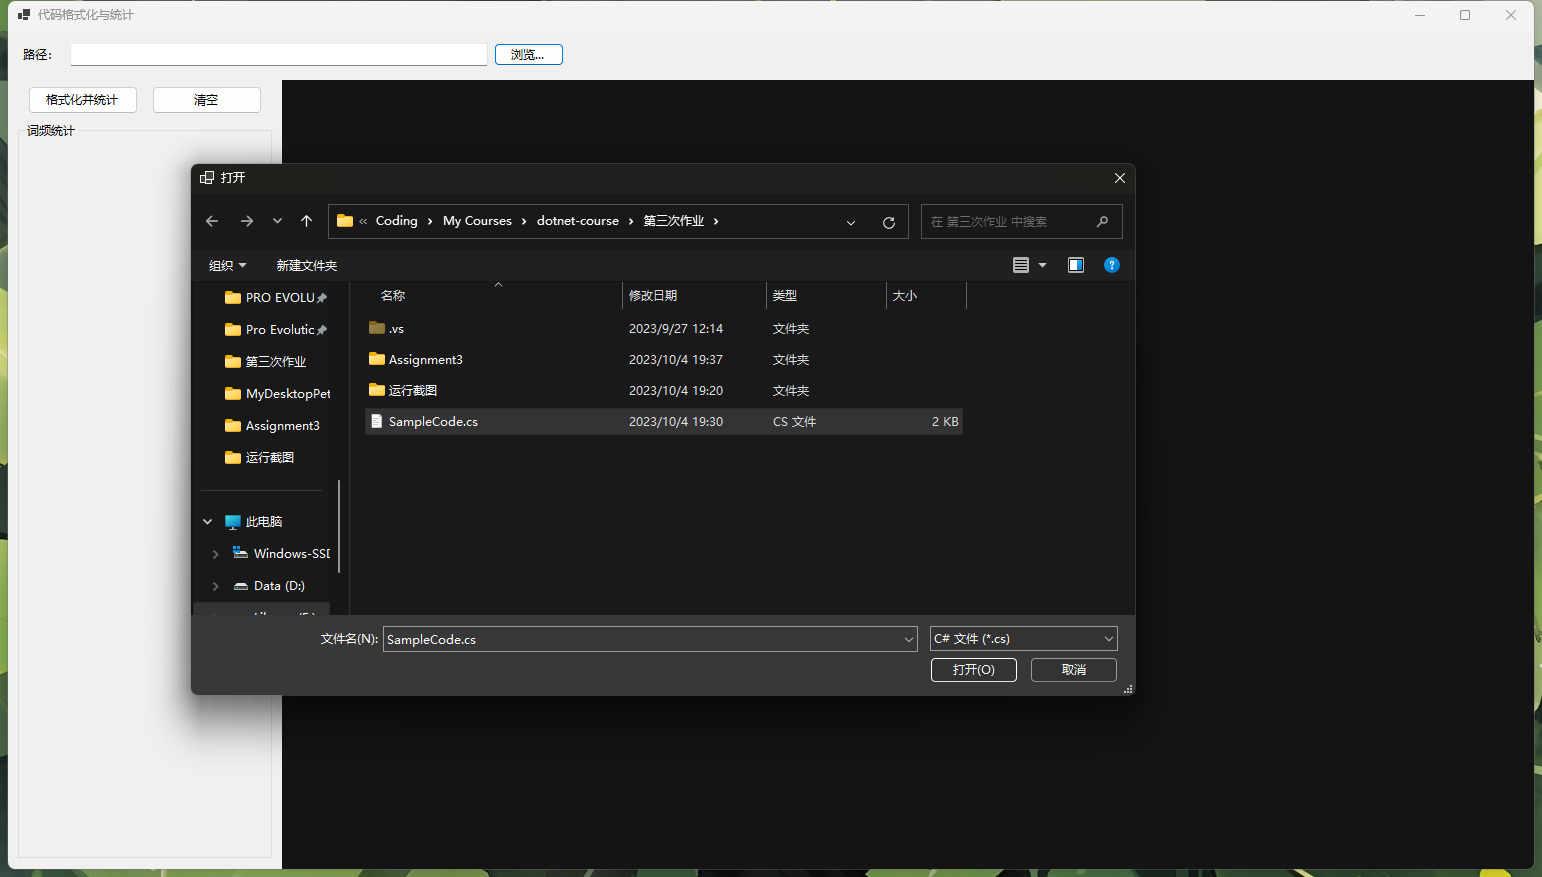 代码格式化与统计
路径：
浏览...
格式化并统计
清空
词频统计
打开
« Coding › My Courses › dotnet-course › 第三次作业 ›
在 第三次作业 中搜索
组织
新建文件夹
名称 修改日期 类型 大小
.vs 2023/9/27 12:14 文件夹
Assignment3 2023/10/4 19:37 文件夹
运行截图 2023/10/4 19:20 文件夹
SampleCode.cs 2023/10/4 19:30 CS 文件 2 KB
PRO EVOLU
Pro Evolutic
第三次作业
MyDesktopPet
Assignment3
运行截图
此电脑
Windows-SSD
Data (D:)
文件名(N): SampleCode.cs
C# 文件 (*.cs)
打开(O)
取消